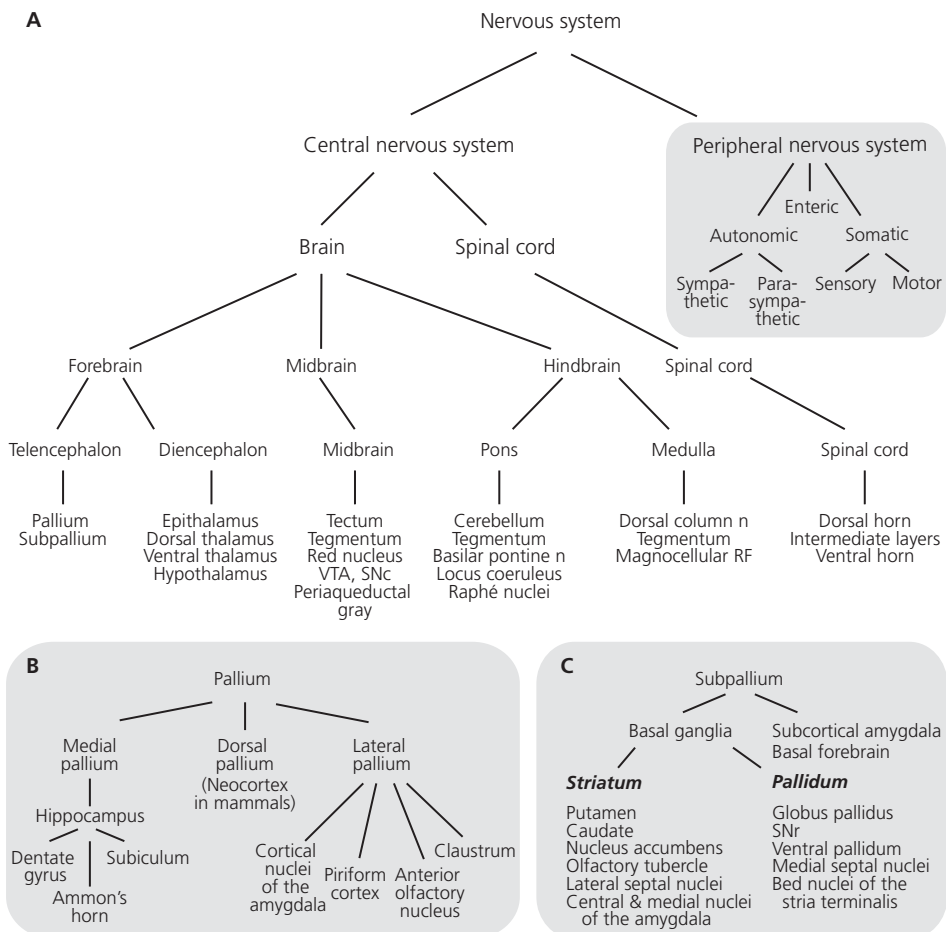 A
Nervous system
Central nervous system
Peripheral nervous system
Enteric
Autonomic
Somatic
Sympa-
thetic
Para-
sympa-
thetic
Sensory
Motor
Brain
Spinal cord
Forebrain
Midbrain
Hindbrain
Spinal cord
Telencephalon
Diencephalon
Midbrain
Pons
Medulla
Spinal cord
Pallium
Subpallium
Epithalamus
Dorsal thalamus
Ventral thalamus
Hypothalamus
Tectum
Tegmentum
Red nucleus
VTA, SNc
Periaqueductal
gray
Cerebellum
Tegmentum
Basilar pontine n
Locus coeruleus
Raphé nuclei
Dorsal column n
Tegmentum
Magnocellular RF
Dorsal horn
Intermediate layers
Ventral horn
B
Pallium
Medial
pallium
Dorsal
pallium
(Neocortex
in mammals)
Lateral
pallium
Hippocampus
Dentate
gyrus
Ammon's
horn
Subiculum
Cortical
nuclei
of the
amygdala
Piriform
cortex
Anterior
olfactory
nucleus
Claustrum
C
Subpallium
Basal ganglia
Subcortical amygdala
Basal forebrain
Striatum
Putamen
Caudate
Nucleus accumbens
Olfactory tubercle
Lateral septal nuclei
Central & medial nuclei
of the amygdala
Pallidum
Globus pallidus
SNr
Ventral pallidum
Medial septal nuclei
Bed nuclei of the
stria terminalis